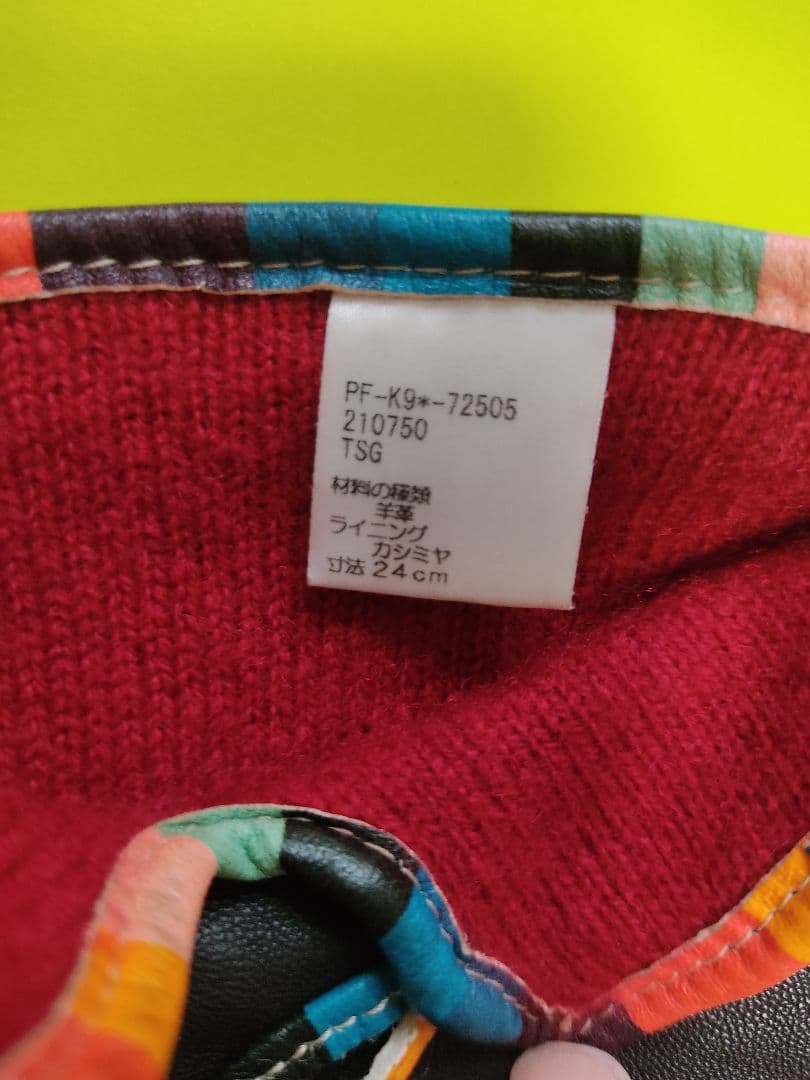 PF-K9*-72505
210750
TSG
材料の種類
羊革
ライニング
カシミヤ
寸法 24cm